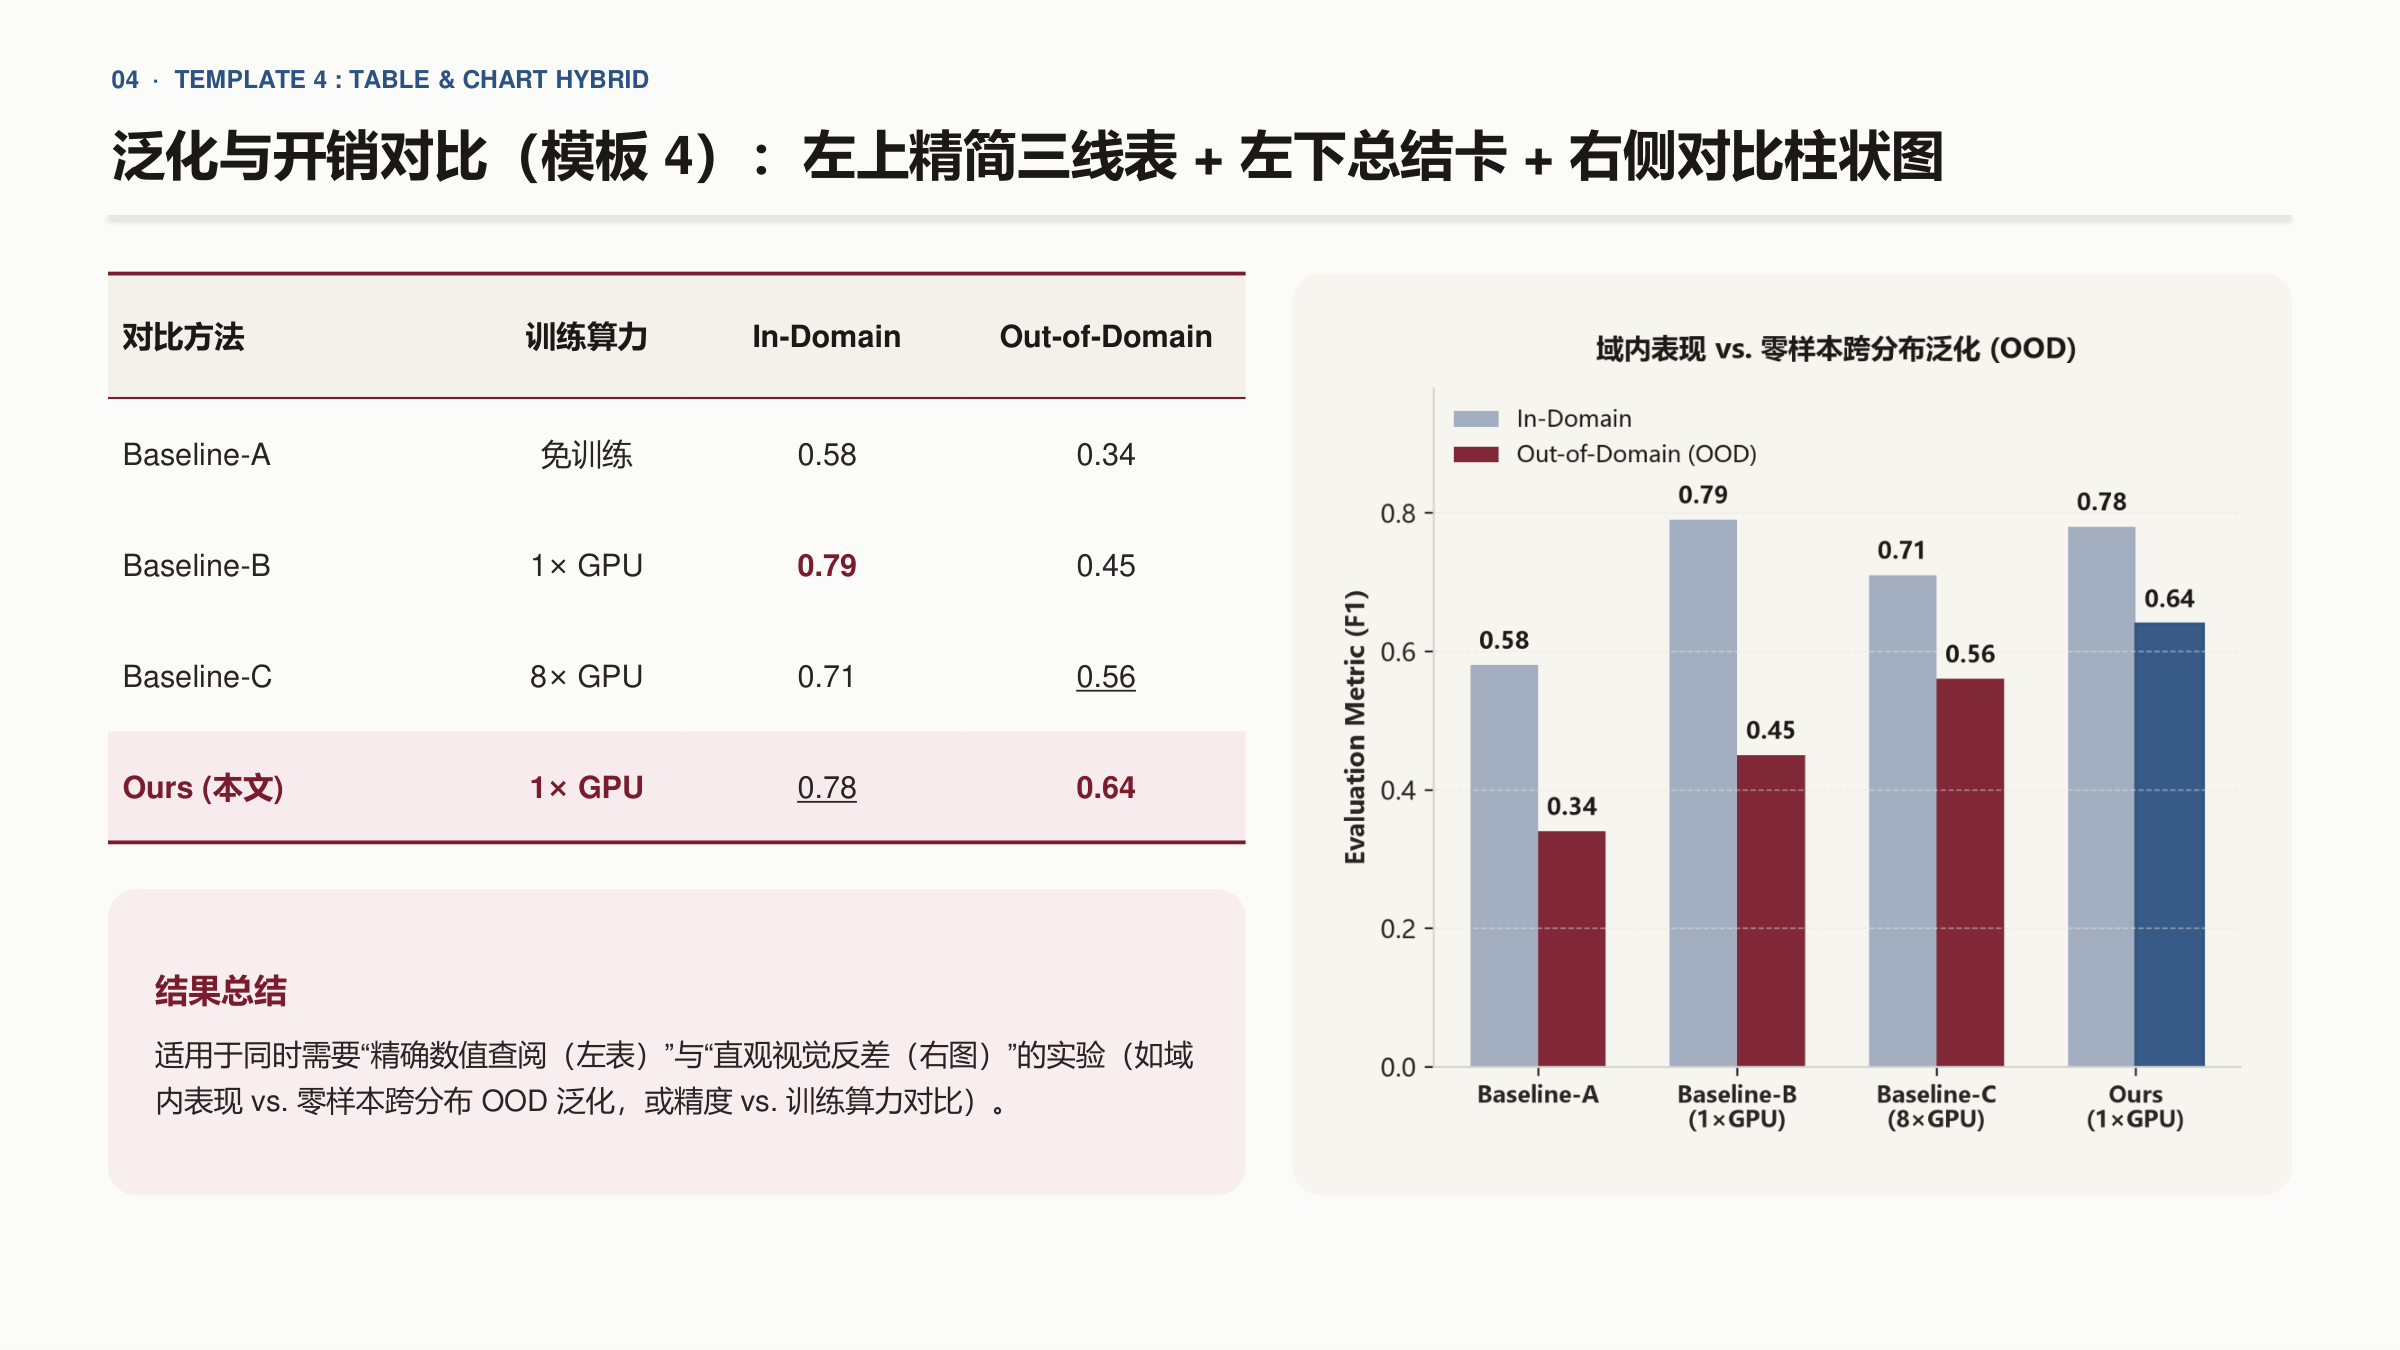 04 · TEMPLATE 4 : TABLE & CHART HYBRID
泛化与开销对比（模板 4）：左上精简三线表 + 左下总结卡 + 右侧对比柱状图
对比方法 训练算力 In-Domain Out-of-Domain
Baseline-A 免训练 0.58 0.34
Baseline-B 1× GPU 0.79 0.45
Baseline-C 8× GPU 0.71 0.56
Ours (本文) 1× GPU 0.78 0.64
结果总结
适用于同时需要“精确数值查阅（左表）”与“直观视觉反差（右图）”的实验（如域
内表现 vs. 零样本跨分布 OOD 泛化，或精度 vs. 训练算力对比）。
域内表现 vs. 零样本跨分布泛化 (OOD)
In-Domain
Out-of-Domain (OOD)
Evaluation Metric (F1)
0.8
0.6
0.4
0.2
0.0
0.58
0.34
0.79
0.45
0.71
0.56
0.78
0.64
Baseline-A
Baseline-B
(1×GPU)
Baseline-C
(8×GPU)
Ours
(1×GPU)